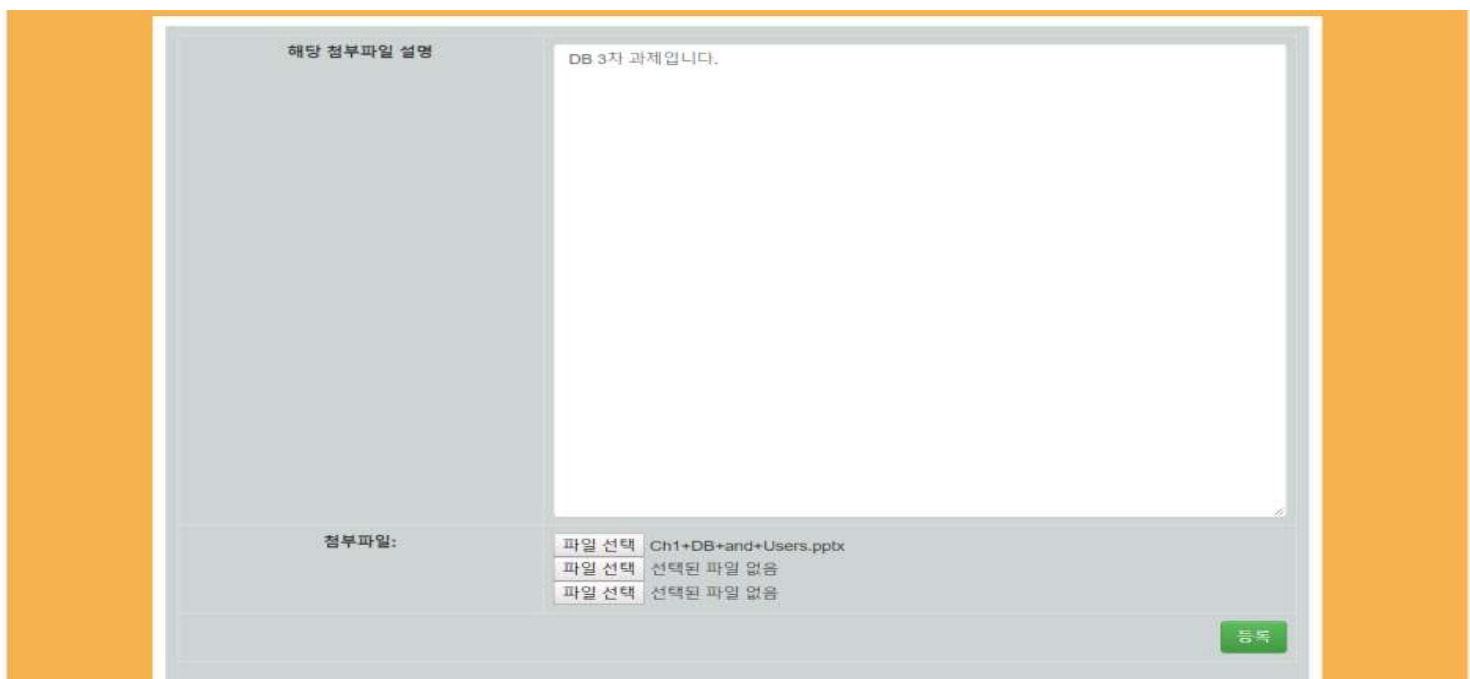 해당 첨부파일 설명
DB 3차 과제입니다.
첨부파일:
파일 선택 Ch1+DB+and+Users.pptx
파일 선택 선택된 파일 없음
파일 선택 선택된 파일 없음
등록